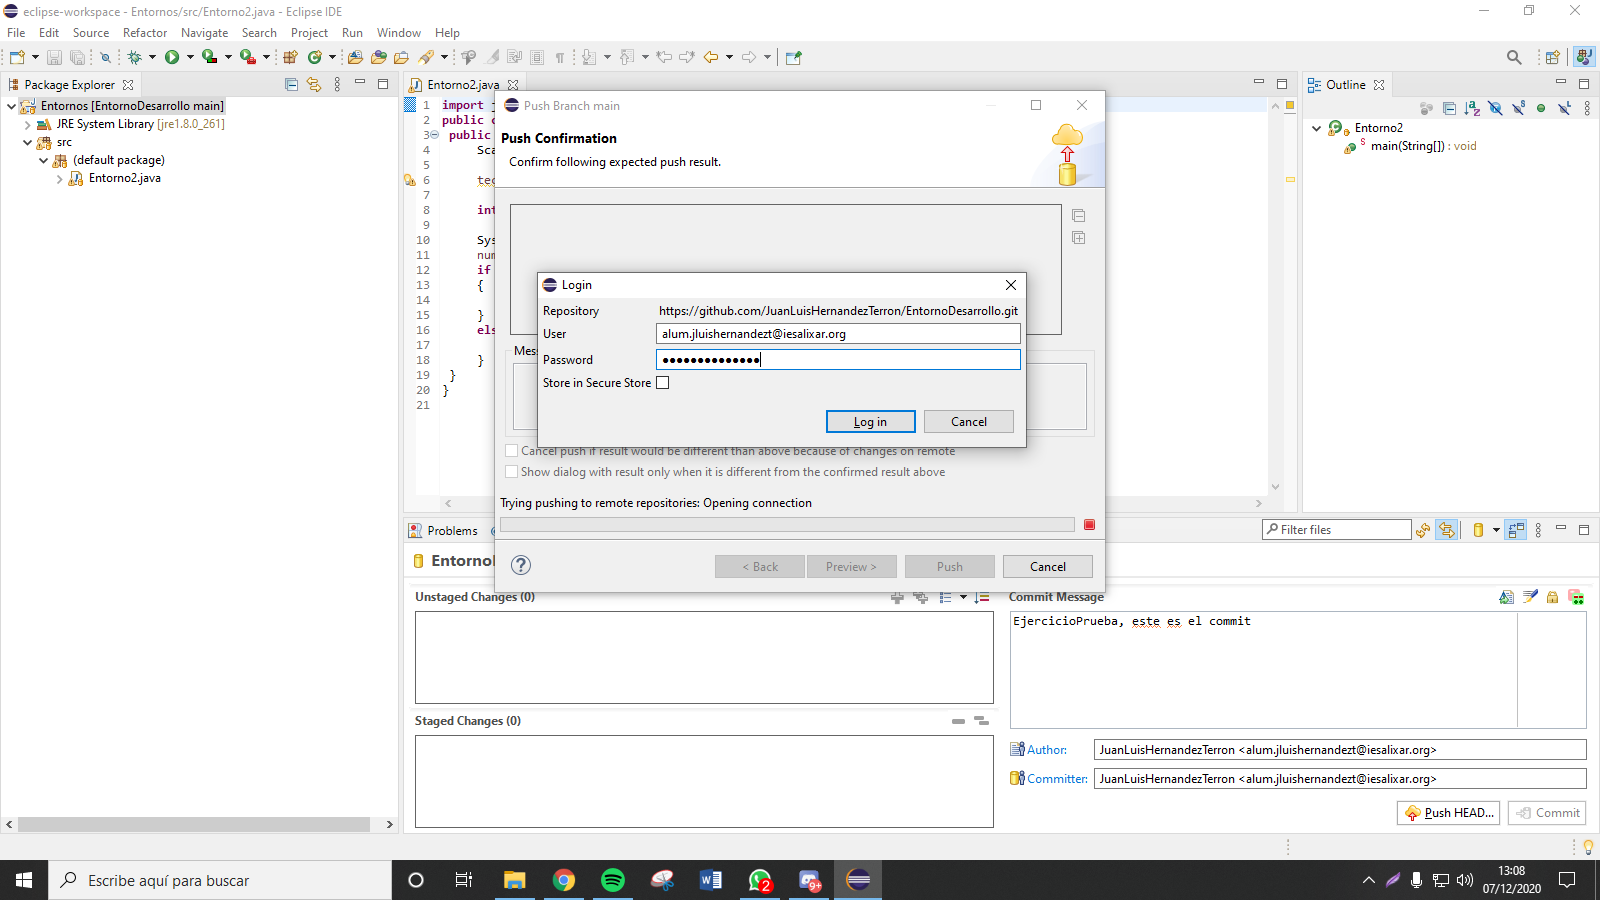 eclipse-workspace - Entornos/src/Entorno2.java - Eclipse IDE
File Edit Source Refactor Navigate Search Project Run Window Help
Package Explorer
Entorno2.java
Outline
Entornos [EntornoDesarrollo main]
JRE System Library [jre1.8.0_261]
src
(default package)
Entorno2.java
1 import
2 public
3 public
4
5
6
7
8 int
9
10
11
12 if
13 {
14
15 }
16
17
18 }
19 }
20 }
21
Entorno2
main(String[]) : void
Push Branch main
Push Confirmation
Confirm following expected push result.
Login
Repository https://github.com/JuanLuisHernandezTerron/EntornoDesarrollo.git
User alum.jluishernandezt@iesalixar.org
Password ●●●●●●●●●●●●●●
Store in Secure Store
Log in Cancel
Cancel push if result would be different than above because of changes on remote
Show dialog with result only when it is different from the confirmed result above
Trying pushing to remote repositories: Opening connection
< Back Preview > Push Cancel
Problems
Filter files
Unstaged Changes (0)
Staged Changes (0)
Commit Message
EjercicioPrueba, este es el commit
Author: JuanLuisHernandezTerron <alum.jluishernandezt@iesalixar.org>
Committer: JuanLuisHernandezTerron <alum.jluishernandezt@iesalixar.org>
Push HEAD... Commit
Escribe aquí para buscar
2
9+
13:08
07/12/2020